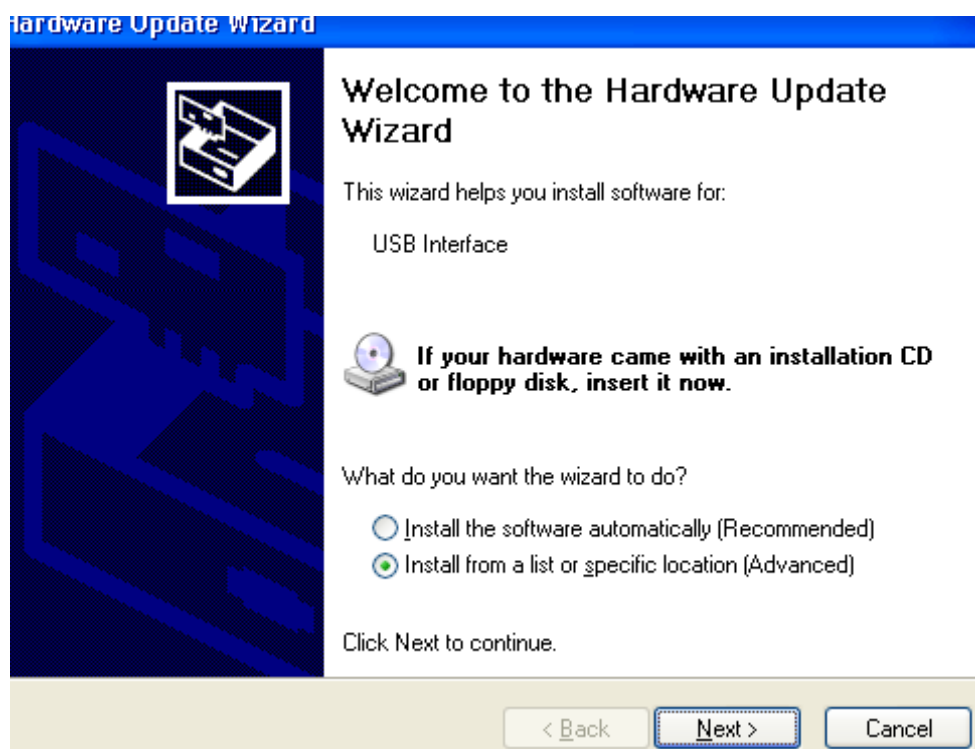 Hardware Update Wizard
Welcome to the Hardware Update
Wizard
This wizard helps you install software for:
USB Interface
If your hardware came with an installation CD
or floppy disk, insert it now.
What do you want the wizard to do?
Install the software automatically (Recommended)
Install from a list or specific location (Advanced)
Click Next to continue.
< Back
Next >
Cancel